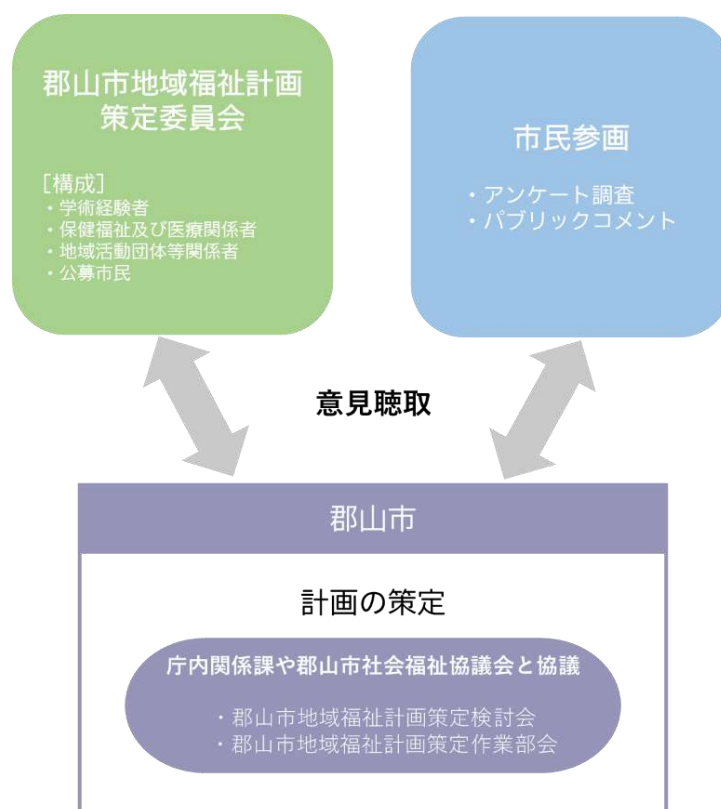 郡山市地域福祉計画
策定委員会
［構成］
・学術経験者
・保健福祉及び医療関係者
・地域活動団体等関係者
・公募市民
市民参画
・アンケート調査
・パブリックコメント
意見聴取
郡山市
計画の策定
庁内関係課や郡山市社会福祉協議会と協議
・郡山市地域福祉計画策定検討会
・郡山市地域福祉計画策定作業部会